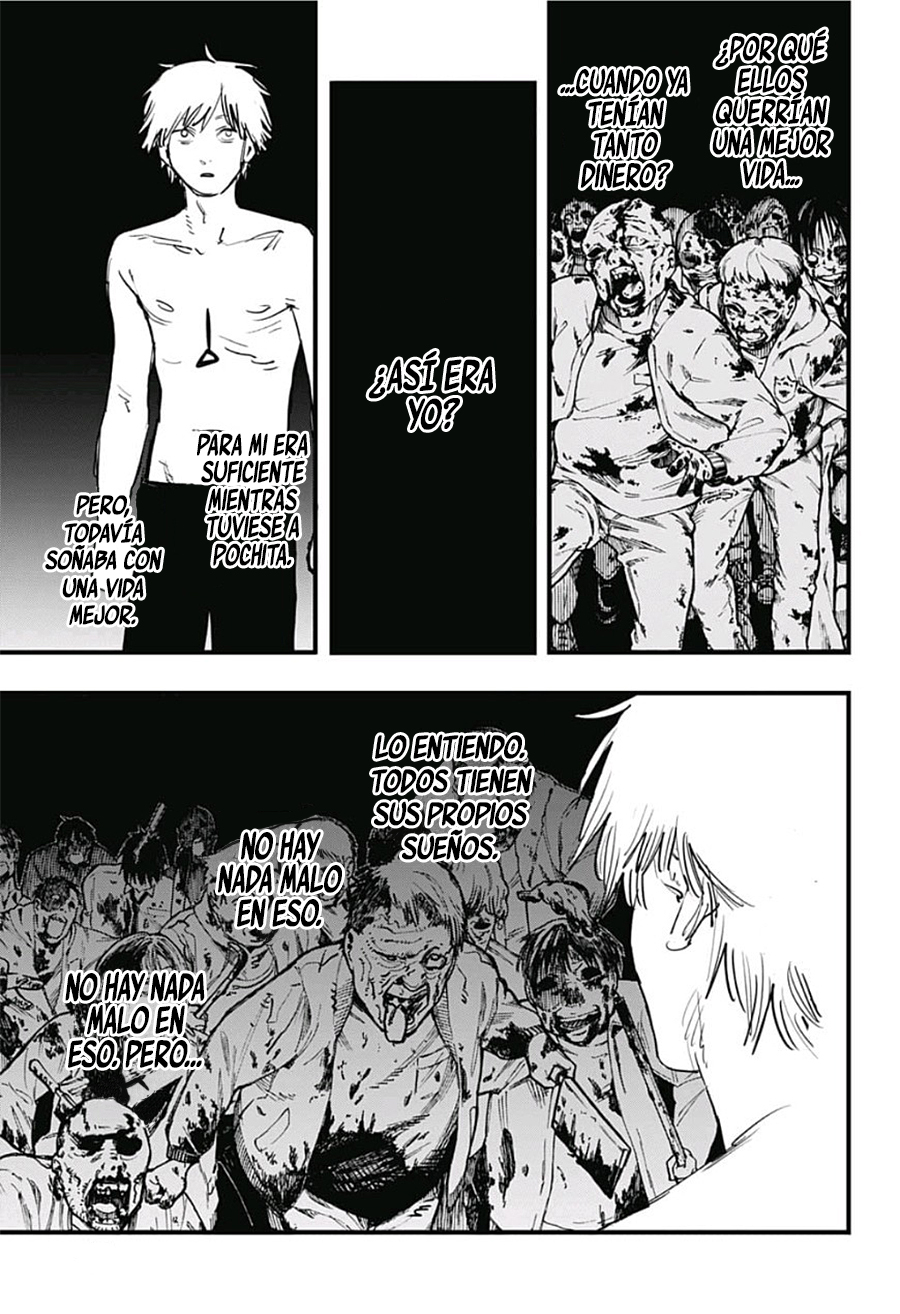 ¿POR QUÉ
ELLOS
QUERRÍAN
UNA MEJOR
VIDA...
...CUANDO YA
TENÍAN
TANTO
DINERO?
¿ASÍ ERA
YO?
PARA MI ERA
SUFICIENTE
MIENTRAS
TUVIESE A
POCHITA.
PERO,
TODAVÍA
SOÑABA CON
UNA VIDA
MEJOR.
LO ENTIENDO.
TODOS TIENEN
SUS PROPIOS
SUEÑOS.
NO HAY
NADA MALO
EN ESO.
NO HAY NADA
MALO EN
ESO, PERO...